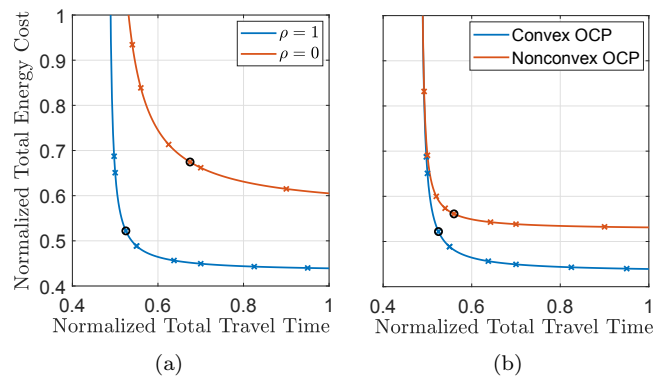 Normalized Total Energy Cost
1
0.9
0.8
0.7
0.6
0.5
0.4
0.4 0.6 0.8 1
ρ = 1
ρ = 0
Normalized Total Travel Time
(a)
Convex OCP
Nonconvex OCP
0.4 0.6 0.8 1
Normalized Total Travel Time
(b)